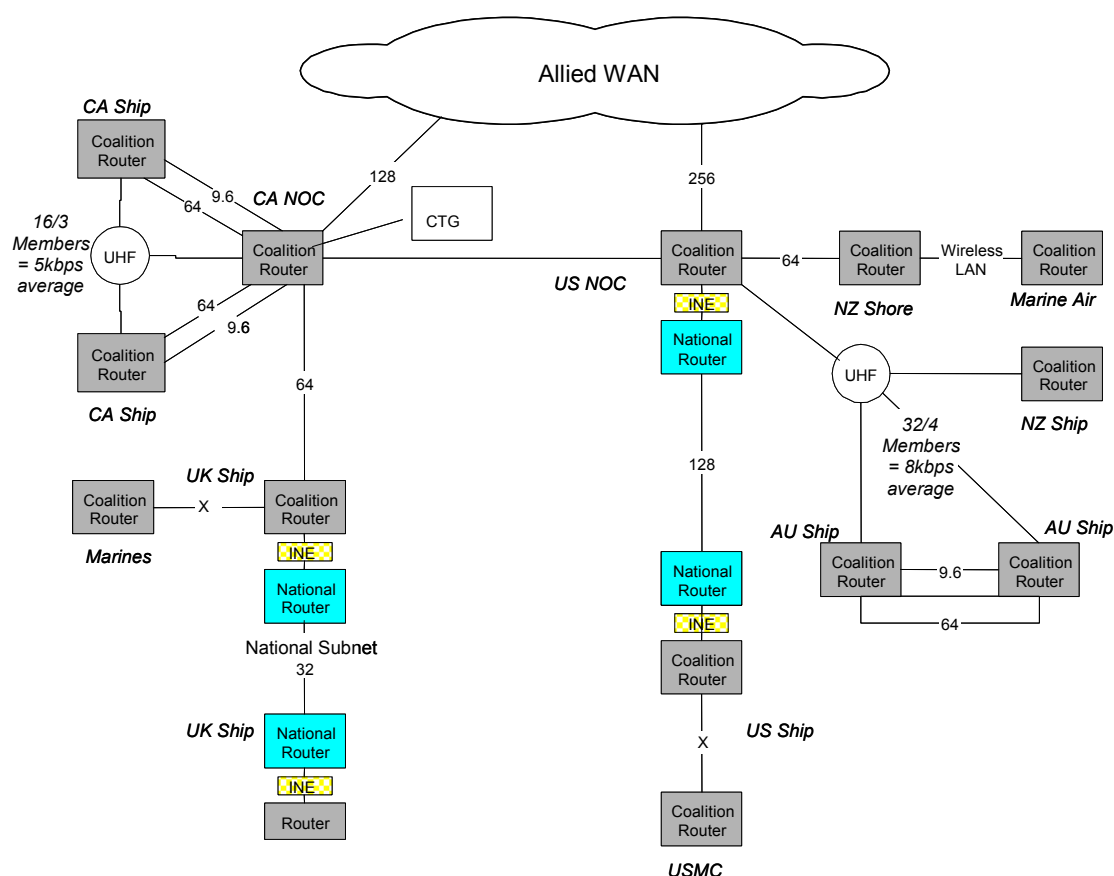 Allied WAN
CA Ship
Coalition
Router
9.6
64
128
256
CA NOC
CTG
16/3
Members
= 5kbps
average
UHF
Coalition
Router
Coalition
Router
US NOC
64
Coalition
Router
NZ Shore
Wireless
LAN
Coalition
Router
Marine Air
INE
National
Router
64
9.6
Coalition
Router
CA Ship
64
UHF
Coalition
Router
NZ Ship
32/4
Members
= 8kbps
average
128
UK Ship
Coalition
Router
Marines
X
Coalition
Router
INE
National
Router
National Subnet
32
UK Ship
National
Router
INE
Router
National
Router
INE
Coalition
Router
US Ship
X
Coalition
Router
USMC
AU Ship
Coalition
Router
9.6
64
AU Ship
Coalition
Router